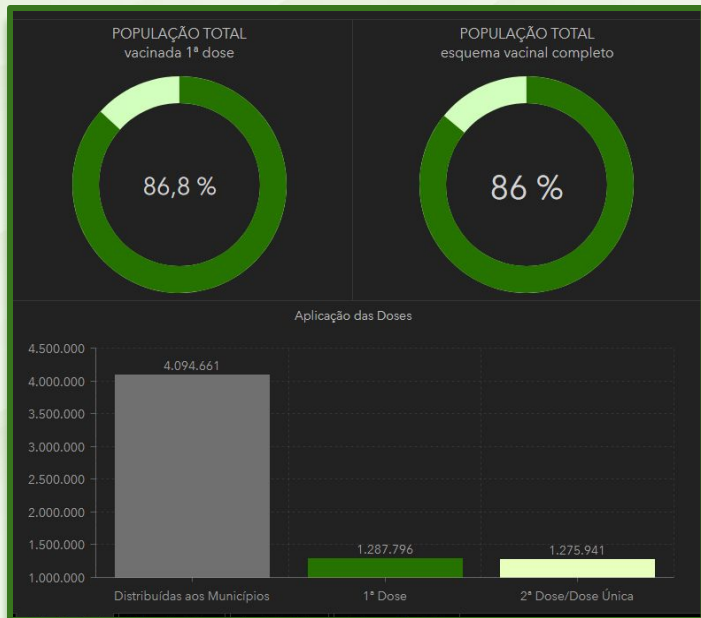 POPULAÇÃO TOTAL
vacinada 1ª dose
86,8 %
POPULAÇÃO TOTAL
esquema vacinal completo
86 %
Aplicação das Doses
4.500.000
4.000.000
3.500.000
3.000.000
2.500.000
2.000.000
1.500.000
1.000.000
4.094.661
1.287.796
1.275.941
Distribuídas aos Municípios
1ª Dose
2ª Dose/Dose Única